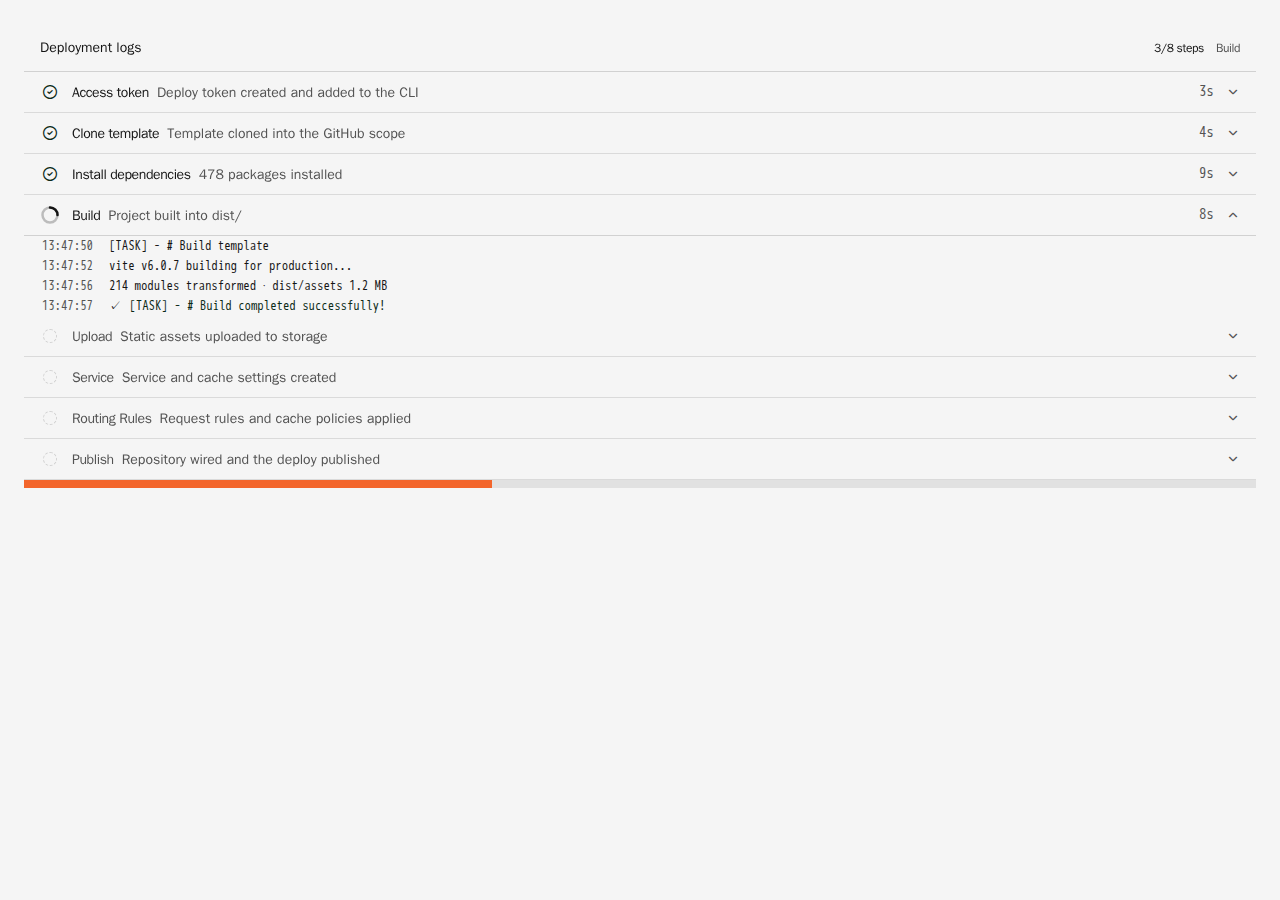 Deployment logs 3/8 steps Build
Access token Deploy token created and added to the CLI 3s
Clone template Template cloned into the GitHub scope 4s
Install dependencies 478 packages installed 9s
Build Project built into dist/ 8s
13:47:50 [TASK] - # Build template
13:47:52 vite v6.0.7 building for production...
13:47:56 214 modules transformed · dist/assets 1.2 MB
13:47:57 ✓ [TASK] - # Build completed successfully!
Upload Static assets uploaded to storage
Service Service and cache settings created
Routing Rules Request rules and cache policies applied
Publish Repository wired and the deploy published